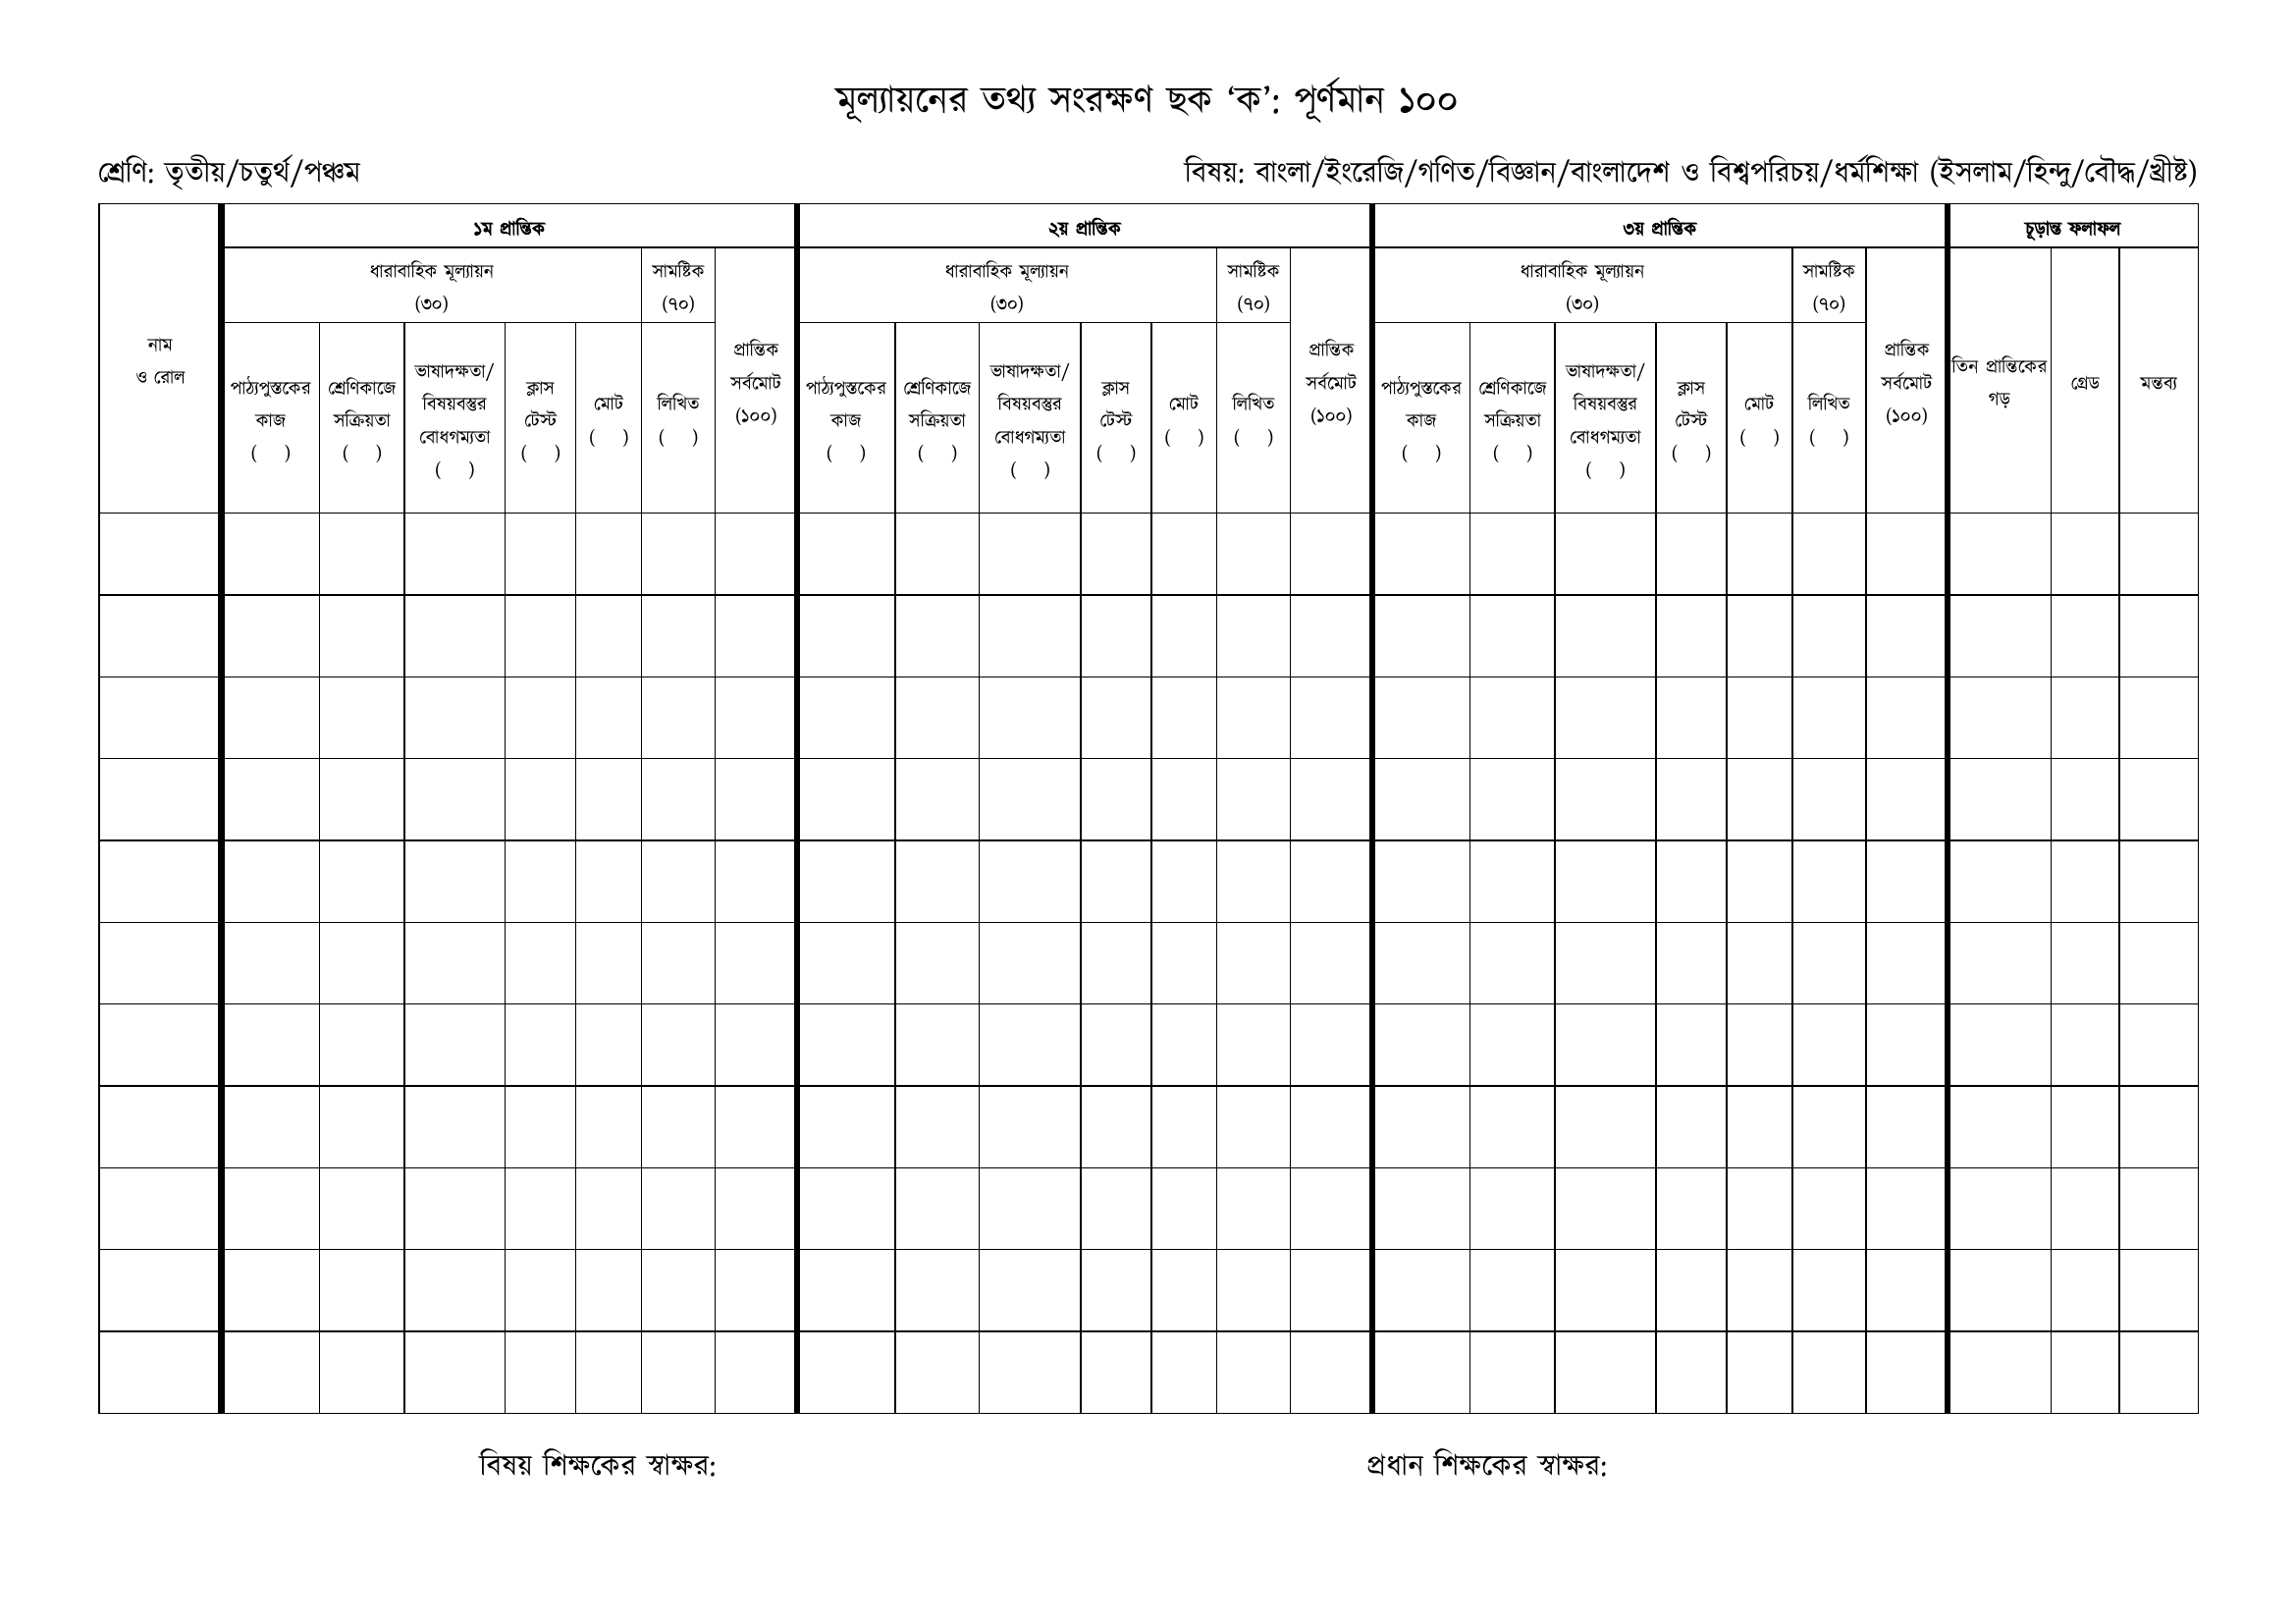 মূল্যায়নের তথ্য সংরক্ষণ ছক ‘ক’: পূর্ণমান ১০০
শ্রেণি: তৃতীয়/চতুর্থ/পঞ্চম
বিষয়: বাংলা/ইংরেজি/গণিত/বিজ্ঞান/বাংলাদেশ ও বিশ্বপরিচয়/ধর্মশিক্ষা (ইসলাম/হিন্দু/বৌদ্ধ/খ্রীষ্ট)
নাম
ও রোল
১ম প্রান্তিক
ধারাবাহিক মূল্যায়ন
(৩০)
সামষ্টিক
(৭০)
পাঠ্যপুস্তকের
কাজ
( )
শ্রেণিকাজে
সক্রিয়তা
( )
ভাষাদক্ষতা/
বিষয়বস্তুর
বোধগম্যতা
( )
ক্লাস
টেস্ট
( )
মোট
( )
লিখিত
( )
প্রান্তিক
সর্বমোট
(১০০)
২য় প্রান্তিক
ধারাবাহিক মূল্যায়ন
(৩০)
সামষ্টিক
(৭০)
পাঠ্যপুস্তকের
কাজ
( )
শ্রেণিকাজে
সক্রিয়তা
( )
ভাষাদক্ষতা/
বিষয়বস্তুর
বোধগম্যতা
( )
ক্লাস
টেস্ট
( )
মোট
( )
লিখিত
( )
প্রান্তিক
সর্বমোট
(১০০)
৩য় প্রান্তিক
ধারাবাহিক মূল্যায়ন
(৩০)
সামষ্টিক
(৭০)
পাঠ্যপুস্তকের
কাজ
( )
শ্রেণিকাজে
সক্রিয়তা
( )
ভাষাদক্ষতা/
বিষয়বস্তুর
বোধগম্যতা
( )
ক্লাস
টেস্ট
( )
মোট
( )
লিখিত
( )
প্রান্তিক
সর্বমোট
(১০০)
চূড়ান্ত ফলাফল
তিন প্রান্তিকের
গড়
গ্রেড
মন্তব্য
বিষয় শিক্ষকের স্বাক্ষর:
প্রধান শিক্ষকের স্বাক্ষর: